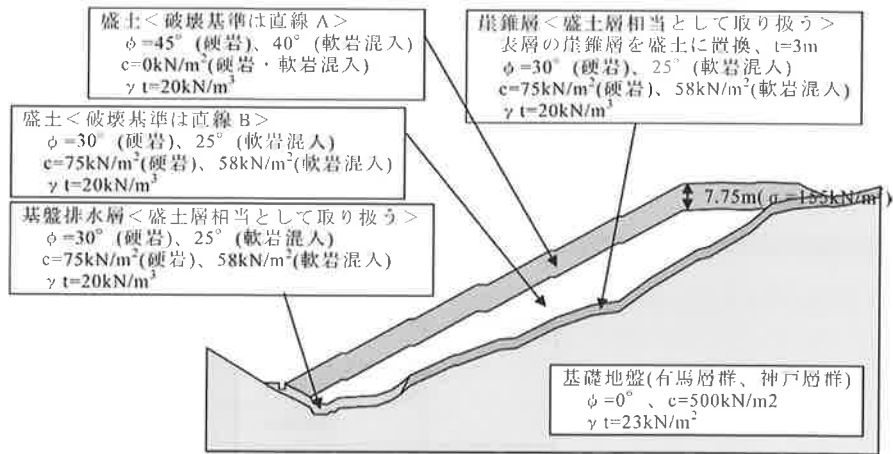 盛土＜破壊基準は直線 A＞
φ=45°(硬岩)、40°(軟岩混入)
c=0kN/m²(硬岩・軟岩混入)
γt=20kN/m³
崖錐層＜盛土層相当として取り扱う＞
表層の崖錐層を盛土に置換、t=3m
φ=30°(硬岩)、25°(軟岩混入)
c=75kN/m²(硬岩)、58kN/m²(軟岩混入)
γt=20kN/m³
盛土＜破壊基準は直線 B＞
φ=30°(硬岩)、25°(軟岩混入)
c=75kN/m²(硬岩)、58kN/m²(軟岩混入)
γt=20kN/m³
7.75m(σ=155kN/m²)
基盤排水層＜盛土層相当として取り扱う＞
φ=30°(硬岩)、25°(軟岩混入)
c=75kN/m²(硬岩)、58kN/m²(軟岩混入)
γt=20kN/m³
基礎地盤(有馬層群、神戸層群)
φ=0°、c=500kN/m2
γt=23kN/m²